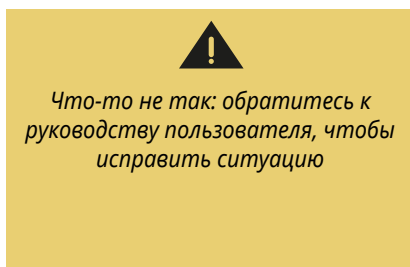 Что-то не так: обратитесь к
руководству пользователя, чтобы
исправить ситуацию